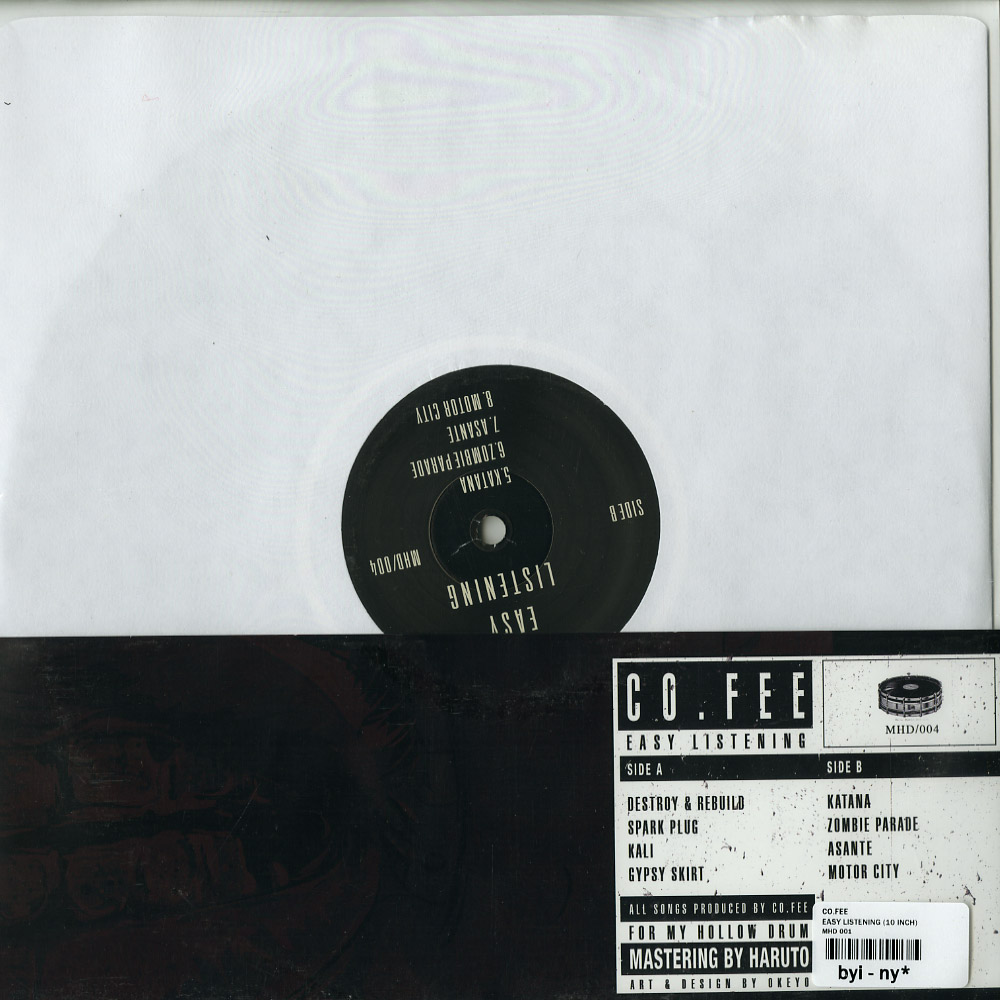 8. MOTOR CITY
7. ASANTE
6. ZOMBIE PARADE
5. KATANA
SIDE B
MHD/004
EASY
LISTENING
CO.FEE
EASY LISTENING
MHD/004
SIDE A
SIDE B
DESTROY & REBUILD
SPARK PLUG
KALI
GYPSY SKIRT
KATANA
ZOMBIE PARADE
ASANTE
MOTOR CITY
ALL SONGS PRODUCED BY CO.FEE
FOR MY HOLLOW DRUM
MASTERING BY HARUTO
ART & DESIGN BY OKEYO
CO.FEE
EASY LISTENING (10 INCH)
MHD 001
byi - ny*